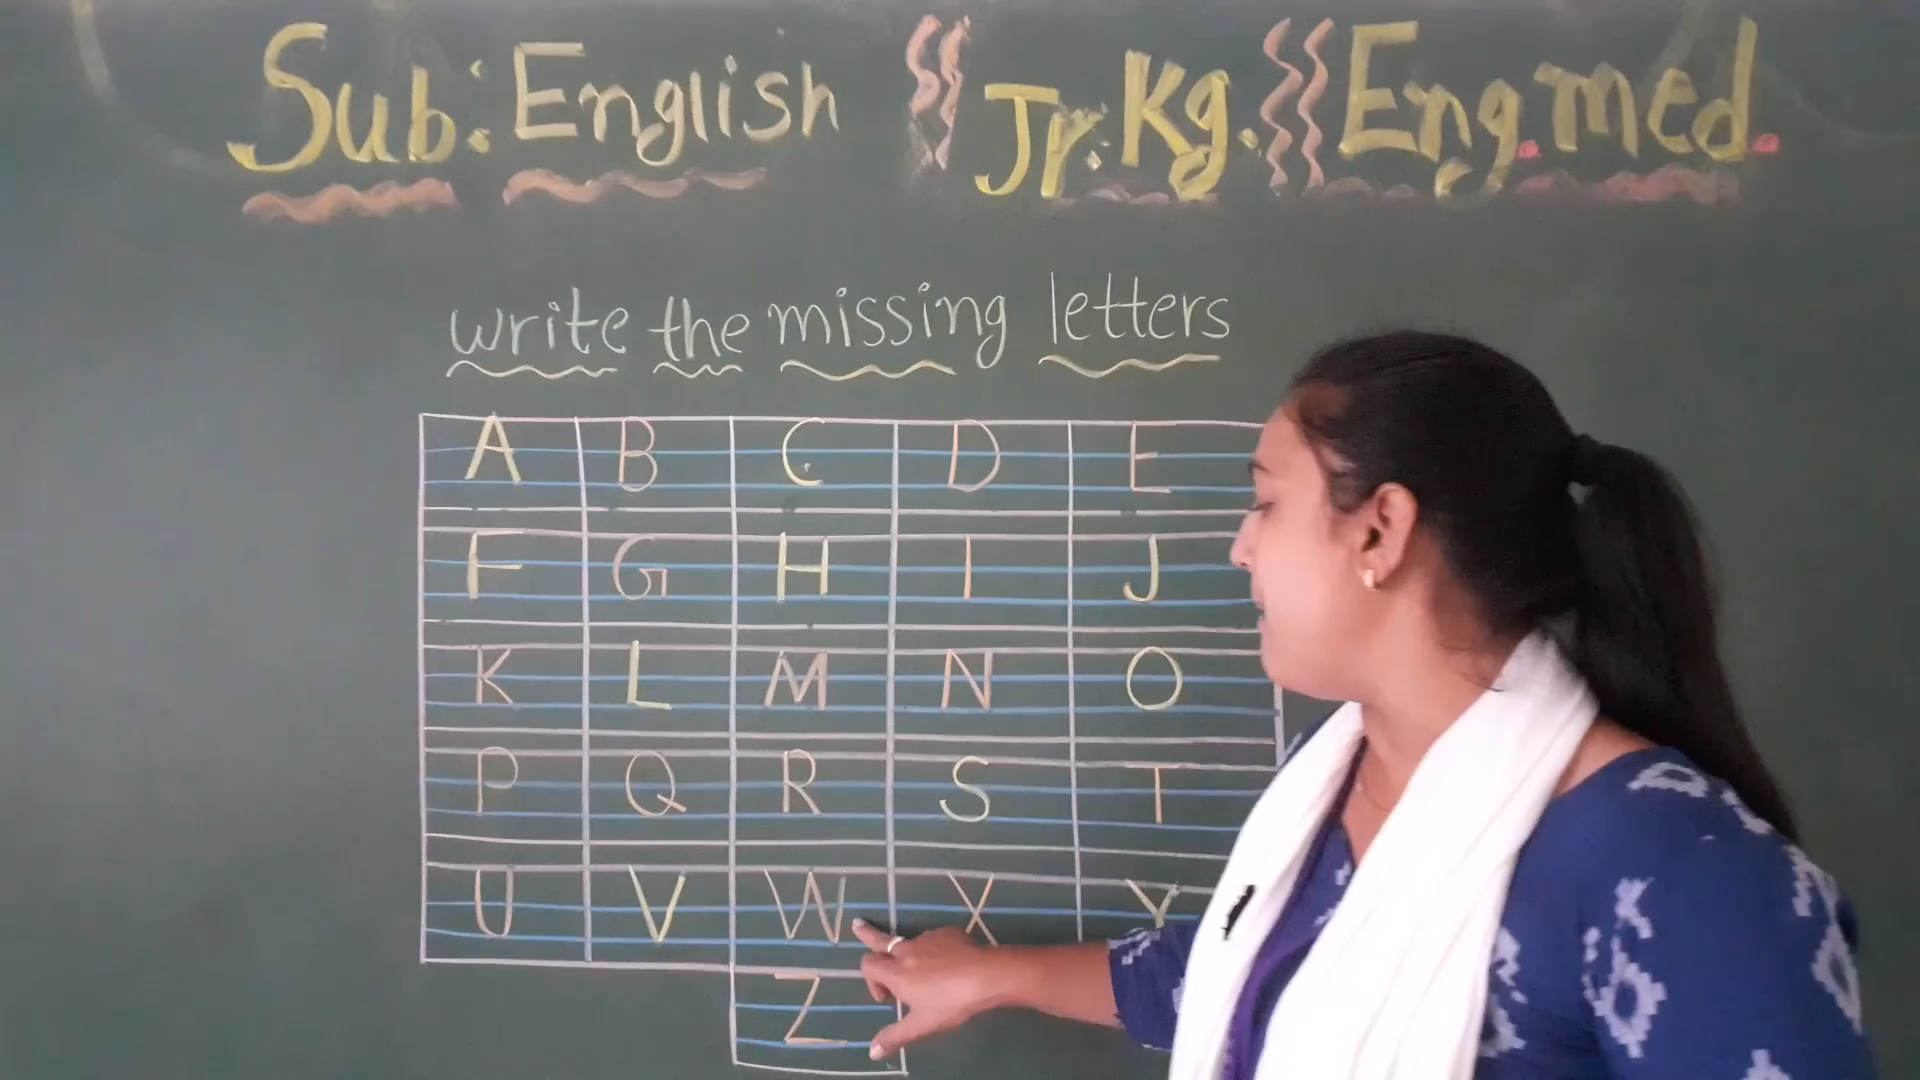 Sub: English Jr. Kg. Eng. med.
write the missing letters
A B C D E
F G H I J
K L M N O
P Q R S T
U V W X Y
Z